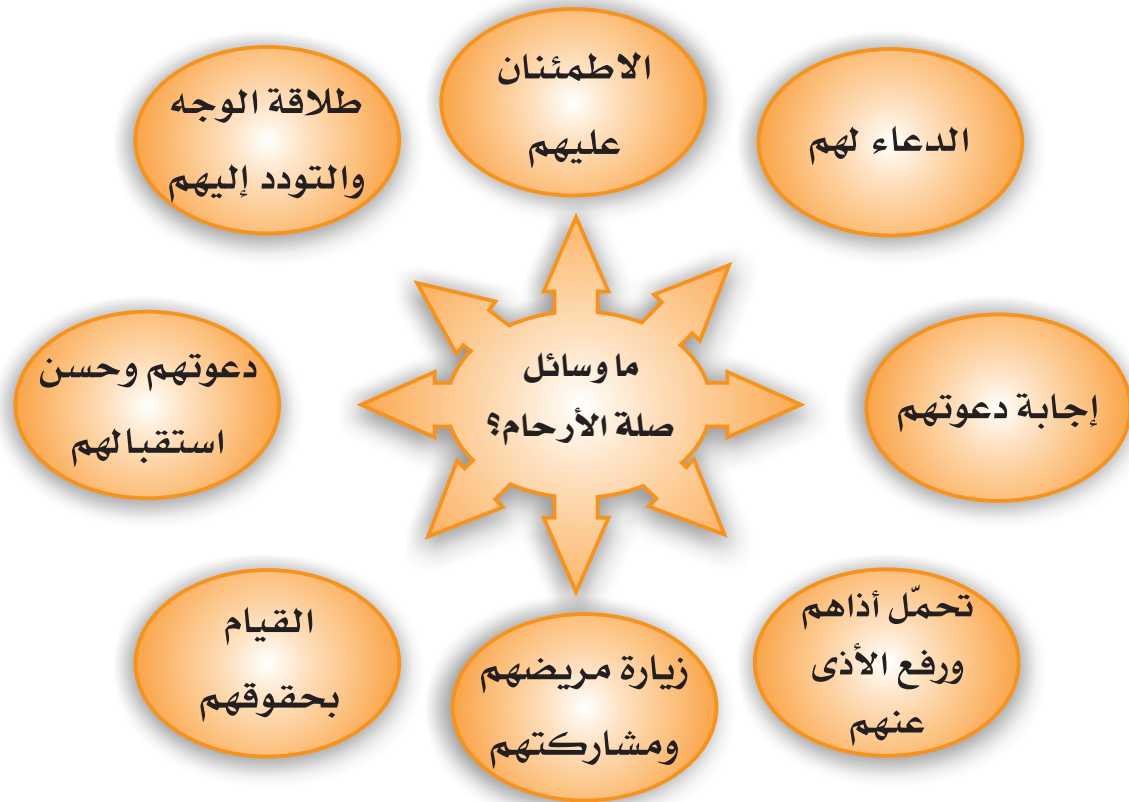 ما وسائل
صلة الأرحام؟
الاطمئنان
عليهم
الدعاء لهم
إجابة دعوتهم
تحمّل أذاهم
ورفع الأذى
عنهم
زيارة مريضهم
ومشاركتهم
القيام
بحقوقهم
دعوتهم وحسن
استقبالهم
طلاقة الوجه
والتودد إليهم